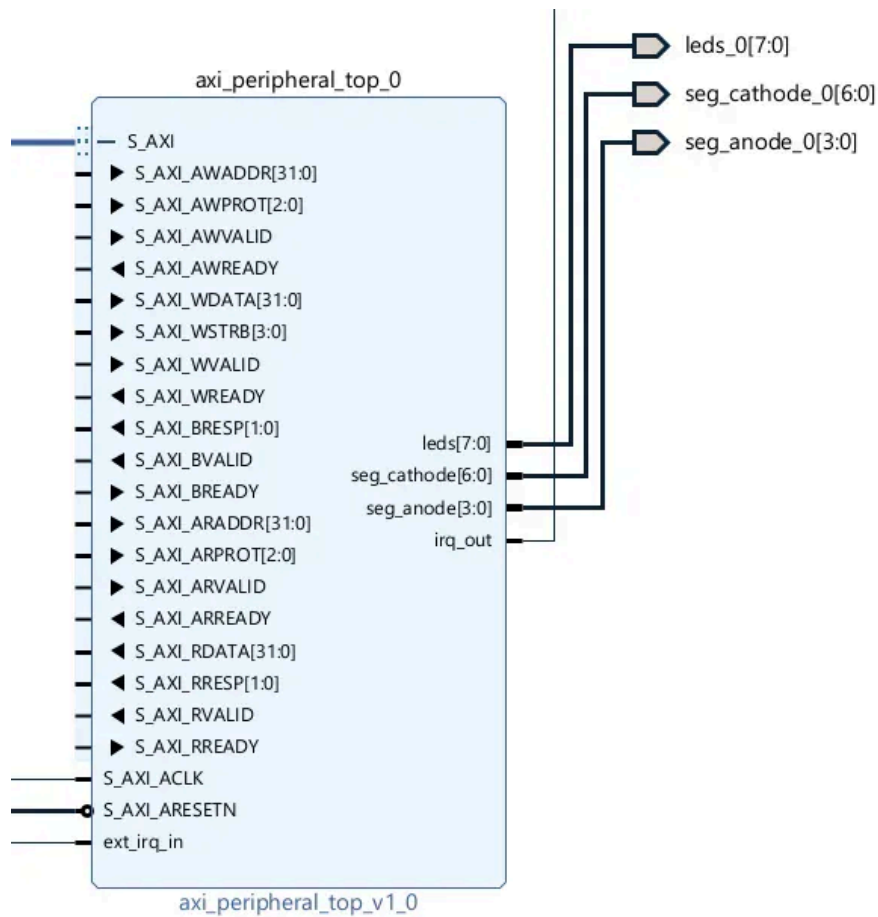 axi_peripheral_top_0
S_AXI
S_AXI_AWADDR[31:0]
S_AXI_AWPROT[2:0]
S_AXI_AWVALID
S_AXI_AWREADY
S_AXI_WDATA[31:0]
S_AXI_WSTRB[3:0]
S_AXI_WVALID
S_AXI_WREADY
S_AXI_BRESP[1:0]
S_AXI_BVALID
S_AXI_BREADY
S_AXI_ARADDR[31:0]
S_AXI_ARPROT[2:0]
S_AXI_ARVALID
S_AXI_ARREADY
S_AXI_RDATA[31:0]
S_AXI_RRESP[1:0]
S_AXI_RVALID
S_AXI_RREADY
S_AXI_ACLK
S_AXI_ARESETN
ext_irq_in
leds[7:0]
seg_cathode[6:0]
seg_anode[3:0]
irq_out
axi_peripheral_top_v1_0
leds_0[7:0]
seg_cathode_0[6:0]
seg_anode_0[3:0]